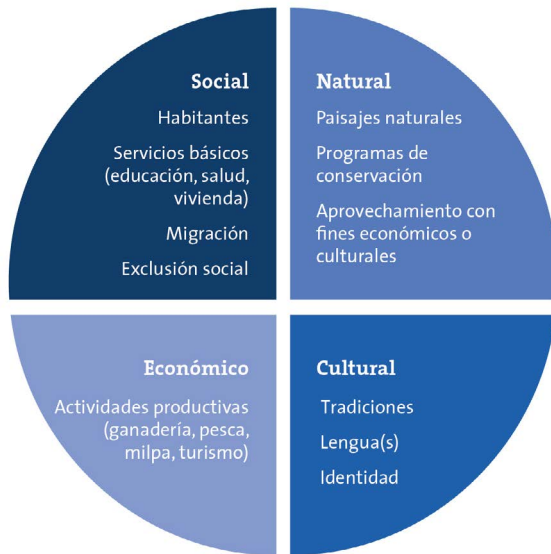 Social
Habitantes
Servicios básicos
(educación, salud,
vivienda)
Migración
Exclusión social
Natural
Paisajes naturales
Programas de
conservación
Aprovechamiento con
fines económicos o
culturales
Económico
Actividades productivas
(ganadería, pesca,
milpa, turismo)
Cultural
Tradiciones
Lengua(s)
Identidad